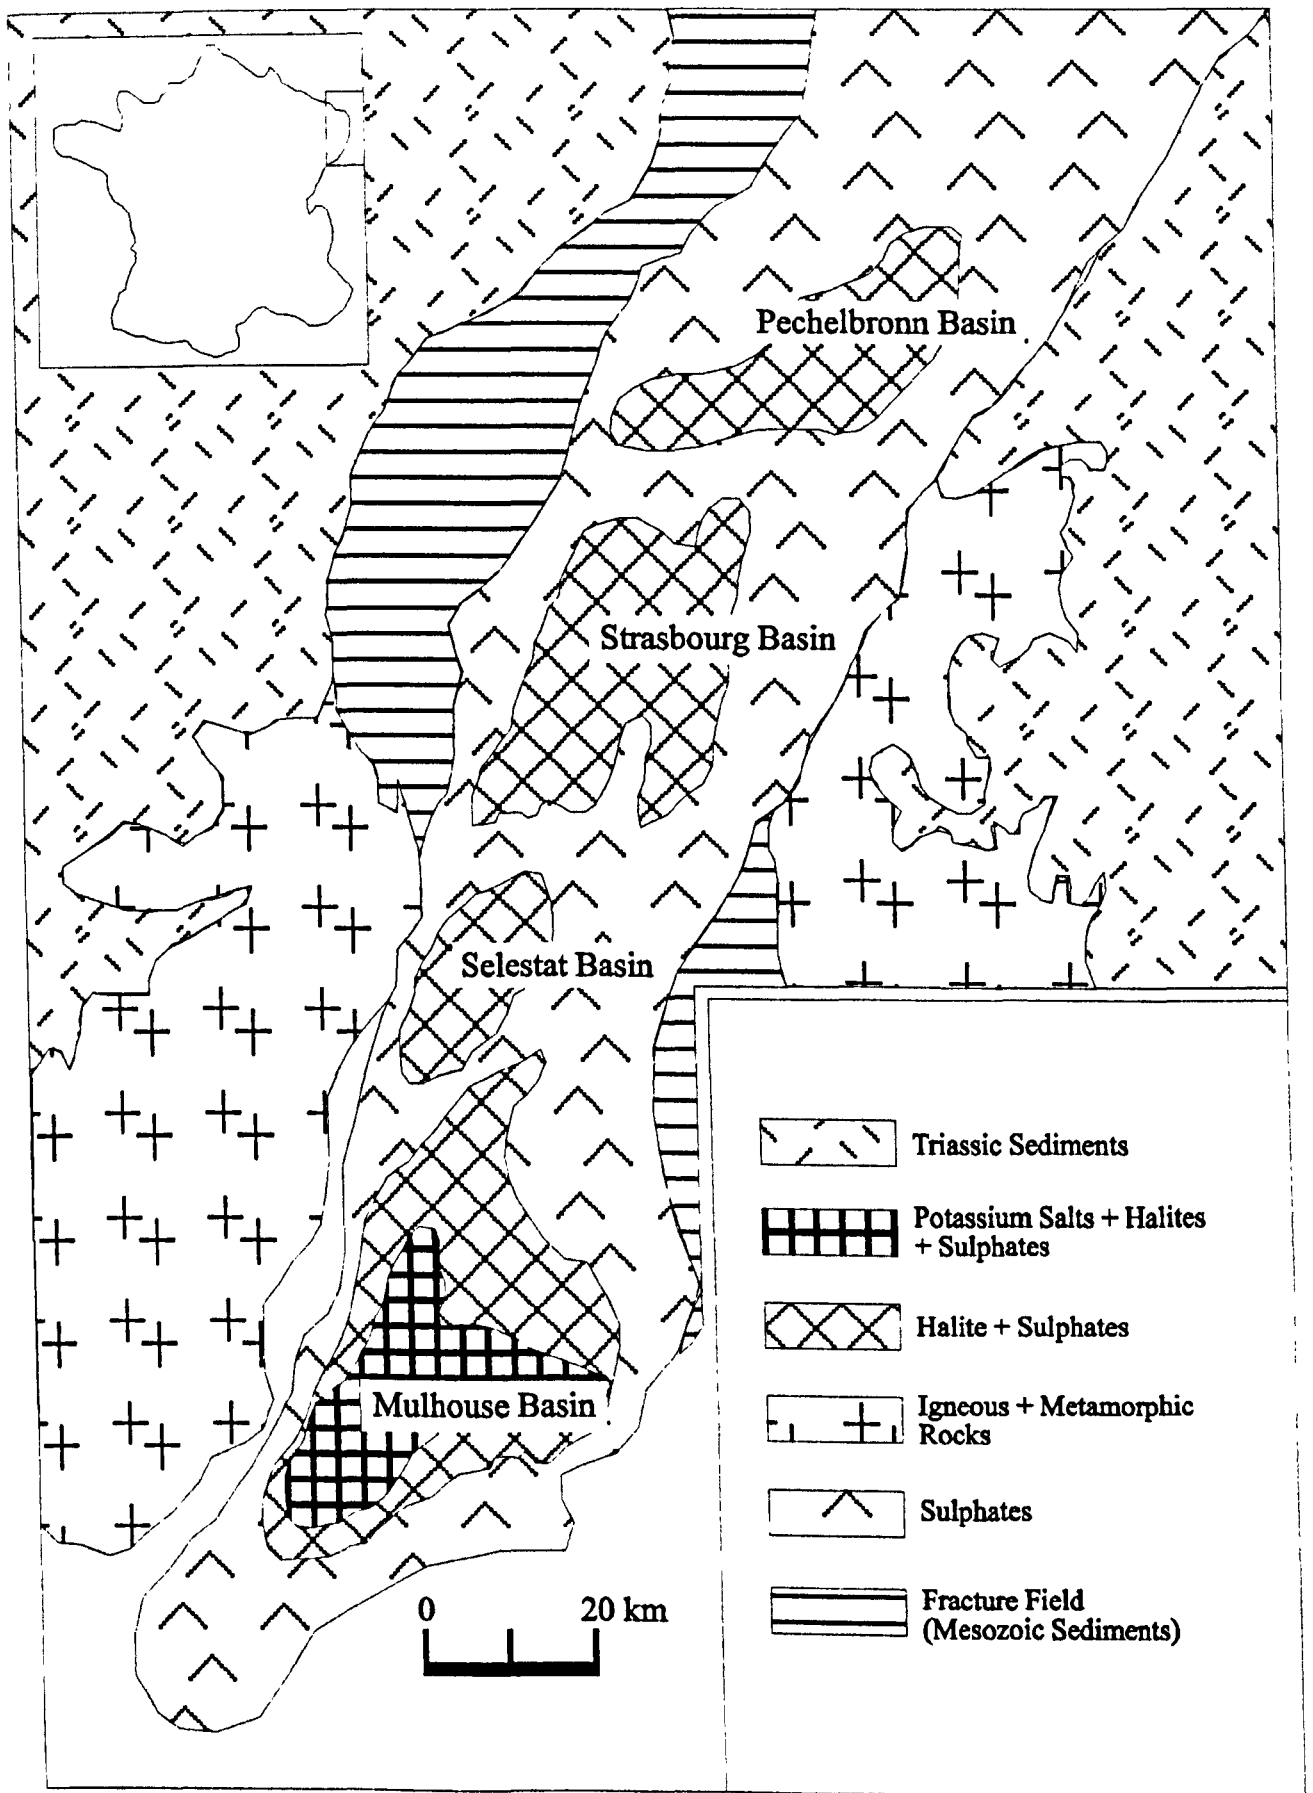 Pechelbronn Basin
Strasbourg Basin
Selestat Basin
Mulhouse Basin
0 20 km
Triassic Sediments
Potassium Salts + Halites
+ Sulphates
Halite + Sulphates
Igneous + Metamorphic
Rocks
Sulphates
Fracture Field
(Mesozoic Sediments)